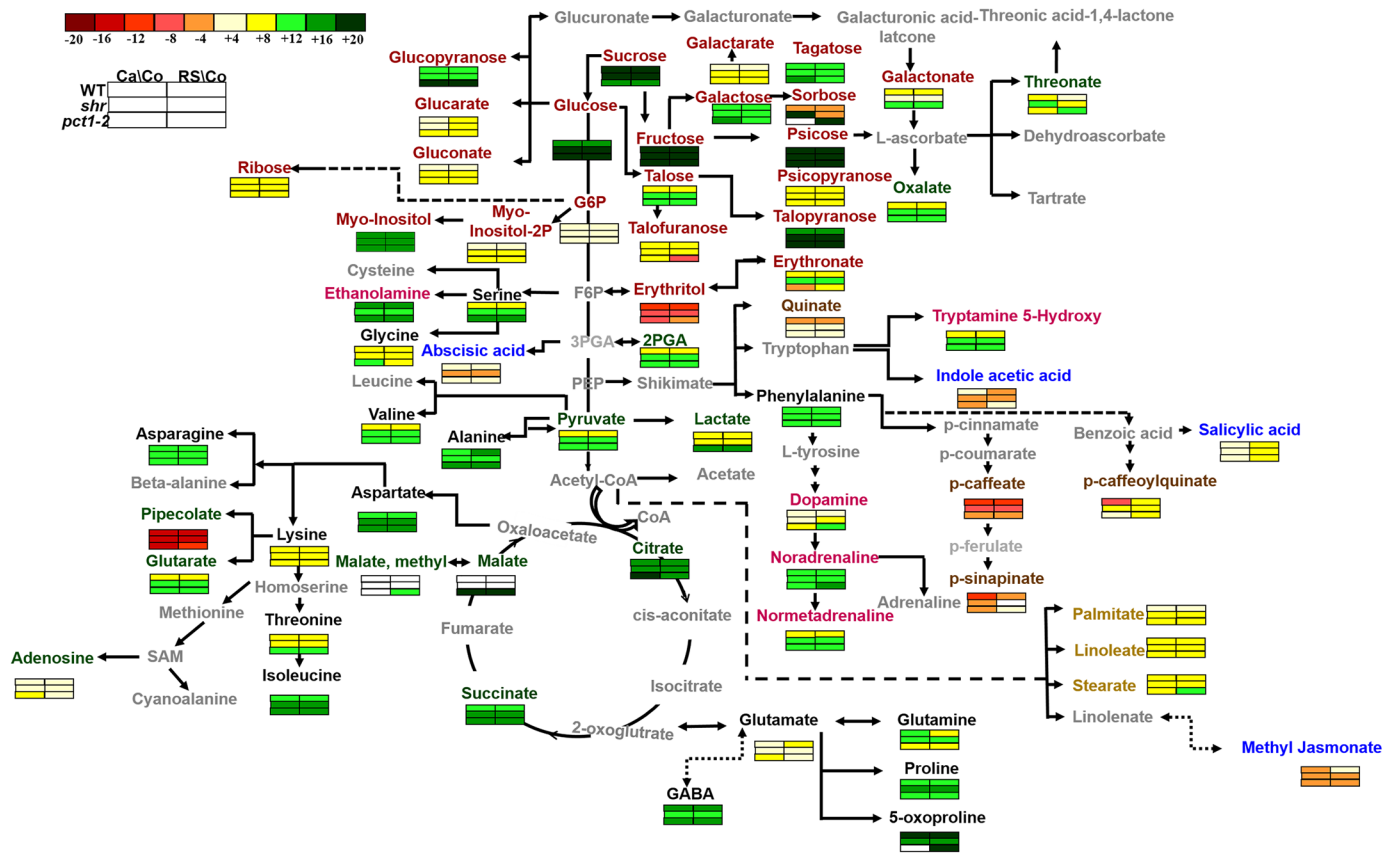 -20 -16 -12 -8 -4 +4 +8 +12 +16 +20
Ca\Co RS\Co
WT
shr
pct1-2
Glucuronate
Galacturonate
Galacturonic acid-
latcone
Threonic acid-1,4-lactone
Glucopyranose
Sucrose
Galactarate
Tagatose
Galactonate
Threonate
Glucarate
Glucose
Galactose
Sorbose
Gluconate
Fructose
Psicose
L-ascorbate
Dehydroascorbate
Ribose
Talose
Psicopyranose
Oxalate
Tartrate
G6P
Myo-Inositol
Myo-
Inositol-2P
Talofuranose
Talopyranose
Cysteine
Erythronate
Ethanolamine
Serine
F6P
Erythritol
Quinate
Tryptamine 5-Hydroxy
Glycine
Abscisic acid
3PGA
2PGA
Tryptophan
Indole acetic acid
Leucine
PEP
Shikimate
Phenylalanine
Valine
Pyruvate
Lactate
p-cinnamate
Benzoic acid
Salicylic acid
Asparagine
Alanine
L-tyrosine
p-coumarate
Beta-alanine
Acetyl-CoA
Acetate
p-caffeate
p-caffeoylquinate
Aspartate
Dopamine
Pipecolate
CoA
Lysine
Oxaloacetate
p-ferulate
Glutarate
Malate, methyl
Malate
Citrate
Noradrenaline
p-sinapinate
Homoserine
Adrenaline
Methionine
cis-aconitate
Normetadrenaline
Palmitate
Threonine
Fumarate
Linoleate
Adenosine
SAM
Isoleucine
Stearate
Cyanoalanine
Succinate
Isocitrate
Linolenate
2-oxoglutrate
Glutamate
Glutamine
Methyl Jasmonate
Proline
GABA
5-oxoproline